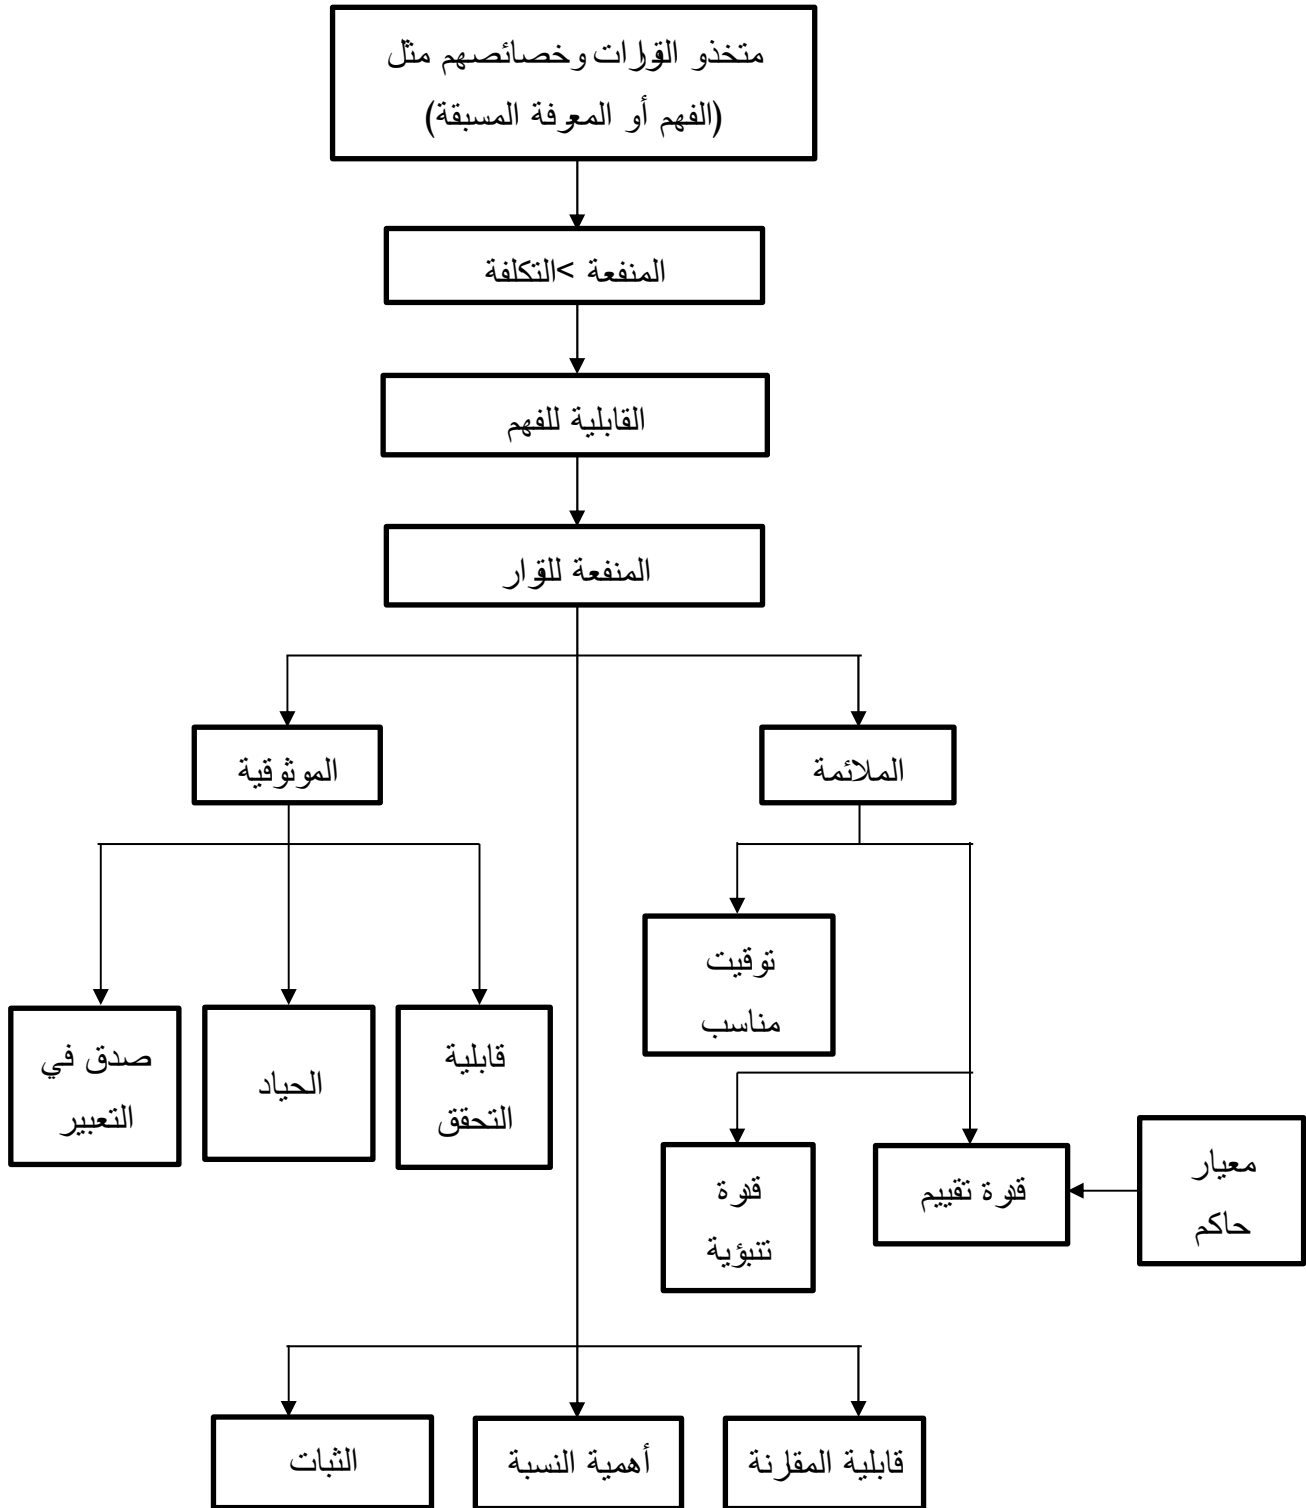 متخذو القرارات وخصائصهم مثل
(الفهم أو المعرفة المسبقة)
المنفعة >التكلفة
القابلية للفهم
المنفعة للقرار
الملائمة
الموثوقية
توقيت
مناسب
قابلية
التحقق
الحياد
صدق في
التعبير
معيار
حاكم
قدرة تقييم
قدرة
تنبؤية
قابلية المقارنة
أهمية النسبة
الثبات